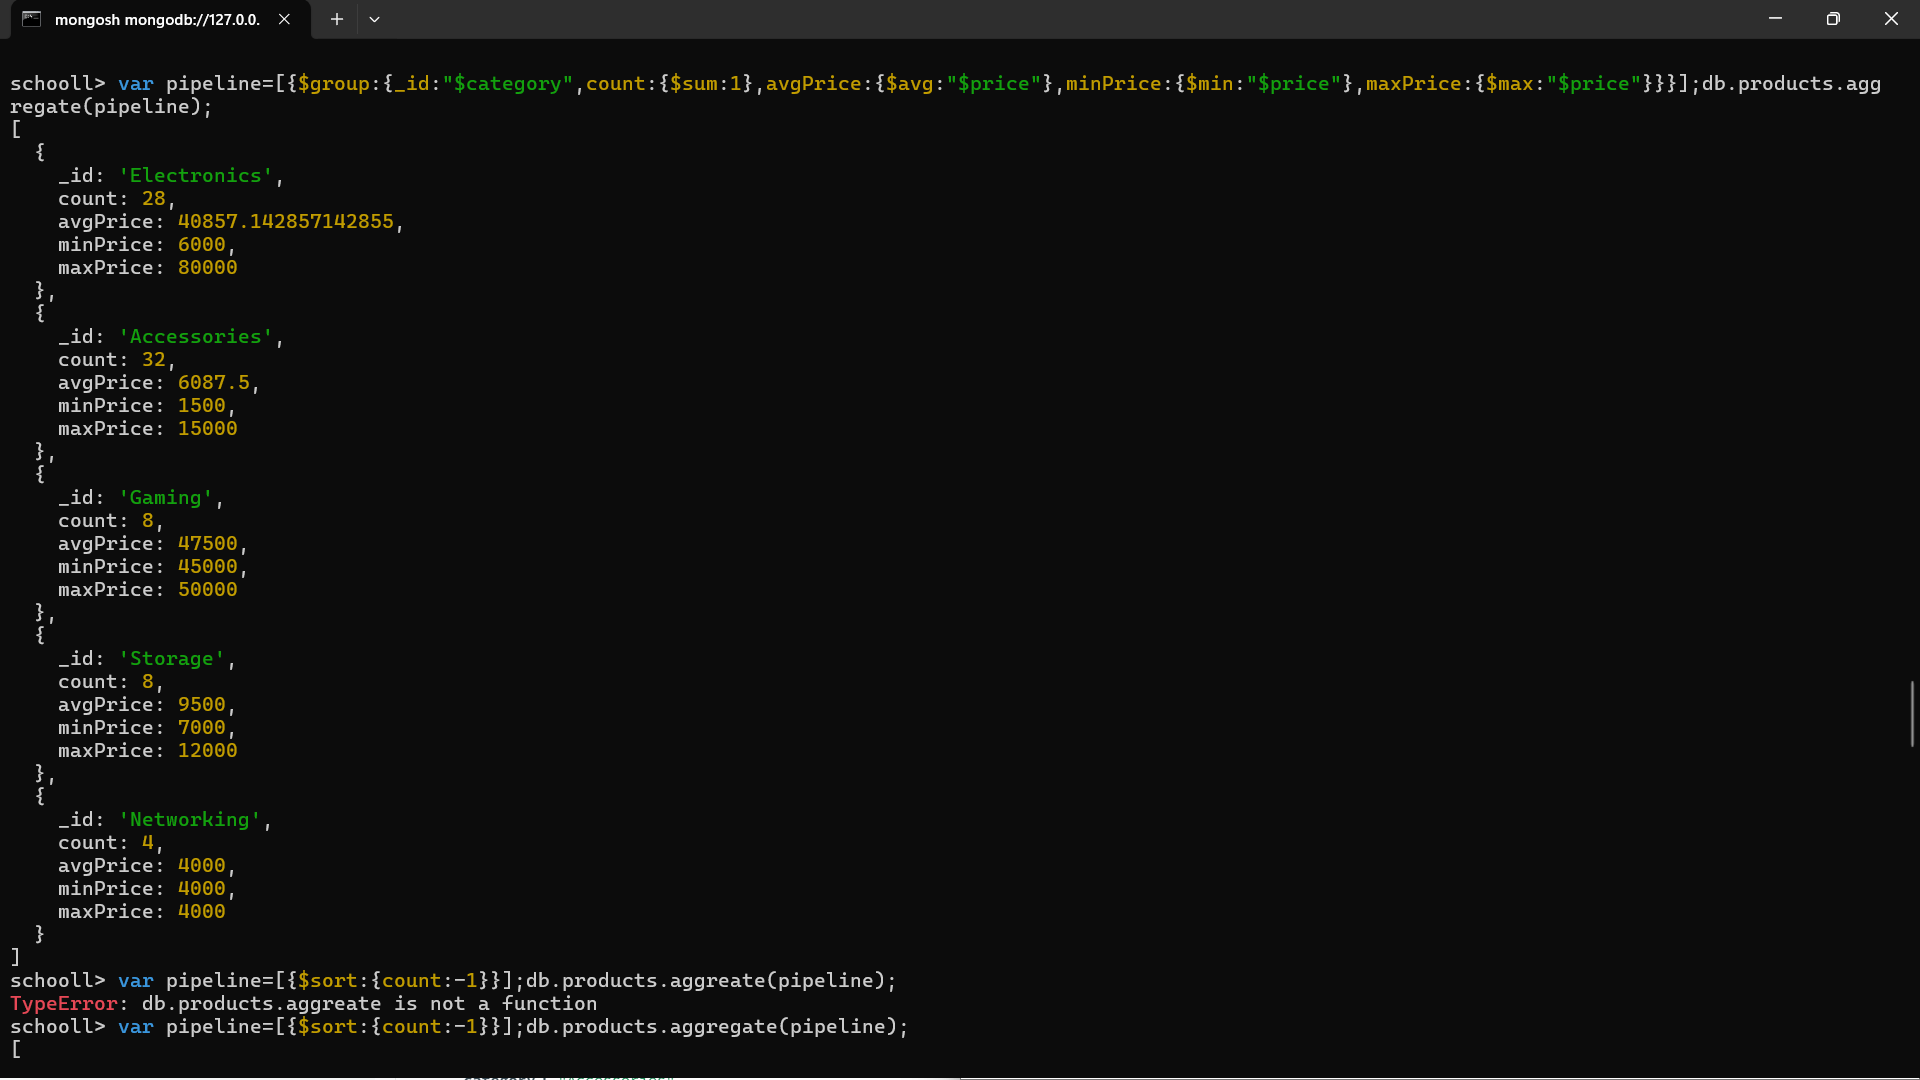 mongosh mongodb://127.0.0.
schooll> var pipeline=[{$group:{_id:"$category",count:{$sum:1},avgPrice:{$avg:"$price"},minPrice:{$min:"$price"},maxPrice:{$max:"$price"}}}];db.products.agg
regate(pipeline);
[
  {
    _id: 'Electronics',
    count: 28,
    avgPrice: 40857.142857142855,
    minPrice: 6000,
    maxPrice: 80000
  },
  {
    _id: 'Accessories',
    count: 32,
    avgPrice: 6087.5,
    minPrice: 1500,
    maxPrice: 15000
  },
  {
    _id: 'Gaming',
    count: 8,
    avgPrice: 47500,
    minPrice: 45000,
    maxPrice: 50000
  },
  {
    _id: 'Storage',
    count: 8,
    avgPrice: 9500,
    minPrice: 7000,
    maxPrice: 12000
  },
  {
    _id: 'Networking',
    count: 4,
    avgPrice: 4000,
    minPrice: 4000,
    maxPrice: 4000
  }
]
schooll> var pipeline=[{$sort:{count:-1}}];db.products.aggreate(pipeline);
TypeError: db.products.aggreate is not a function
schooll> var pipeline=[{$sort:{count:-1}}];db.products.aggregate(pipeline);
[